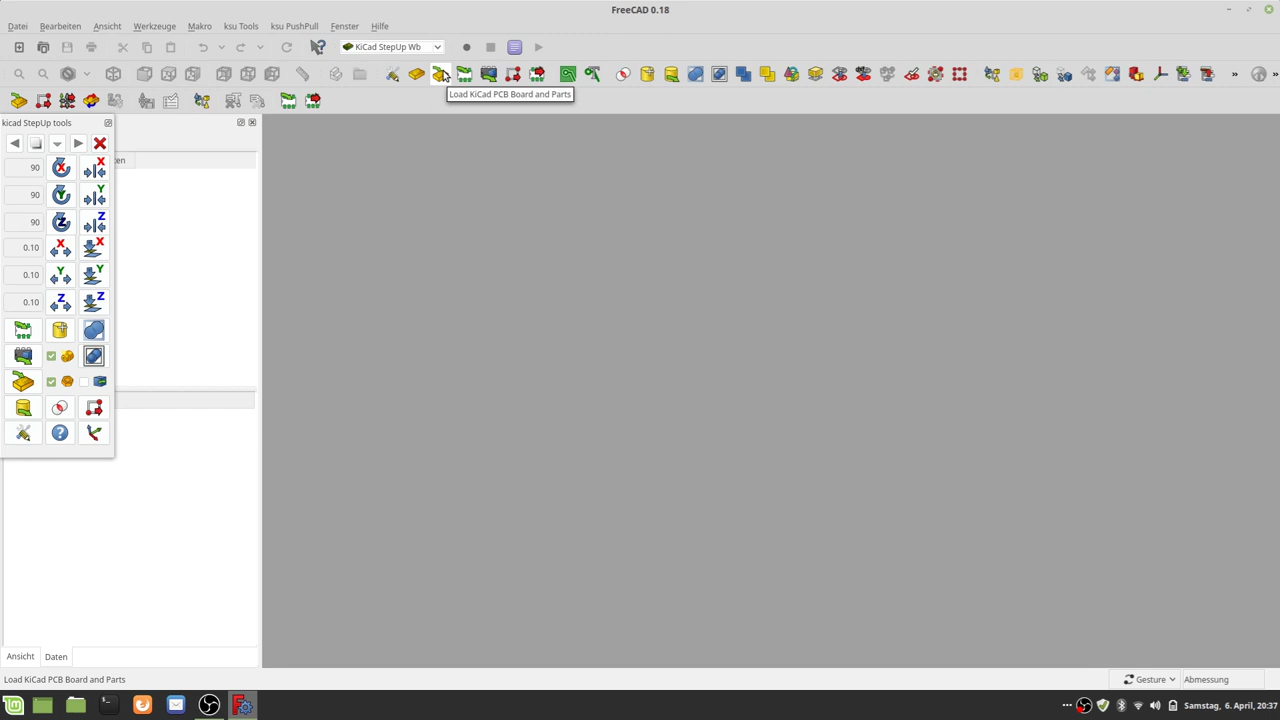 FreeCAD 0.18
Datei Bearbeiten Ansicht Werkzeuge Makro ksu Tools ksu PushPull Fenster Hilfe
KiCad StepUp Wb
Load KiCad PCB Board and Parts
kicad StepUp tools
ten
90 X X
90 Y Y
90 Z Z
0.10 X X
0.10 Y Y
0.10 Z Z
Ansicht Daten
Load KiCad PCB Board and Parts
Gesture Abmessung
Samstag, 6. April, 20:37